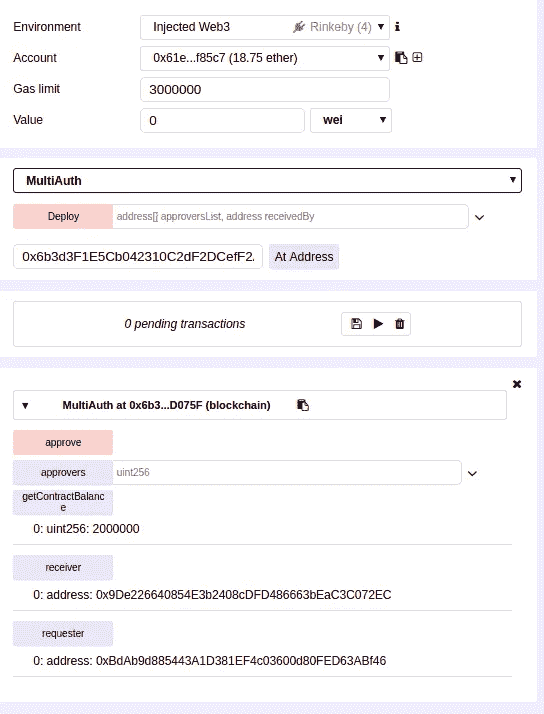 Environment Injected Web3 Rinkeby (4)
Account 0x61e...f85c7 (18.75 ether)
Gas limit 3000000
Value 0 wei
MultiAuth
Deploy address[] approversList, address receivedBy
0x6b3d3F1E5Cb042310C2dF2DCefF2 At Address
0 pending transactions
MultiAuth at 0x6b3...D075F (blockchain)
approve
approvers uint256
getContractBalanc
e
0: uint256: 2000000
receiver
0: address: 0x9De226640854E3b2408cDFD486663bEaC3C072EC
requester
0: address: 0xBdAb9d885443A1D381EF4c03600d80FED63ABf46